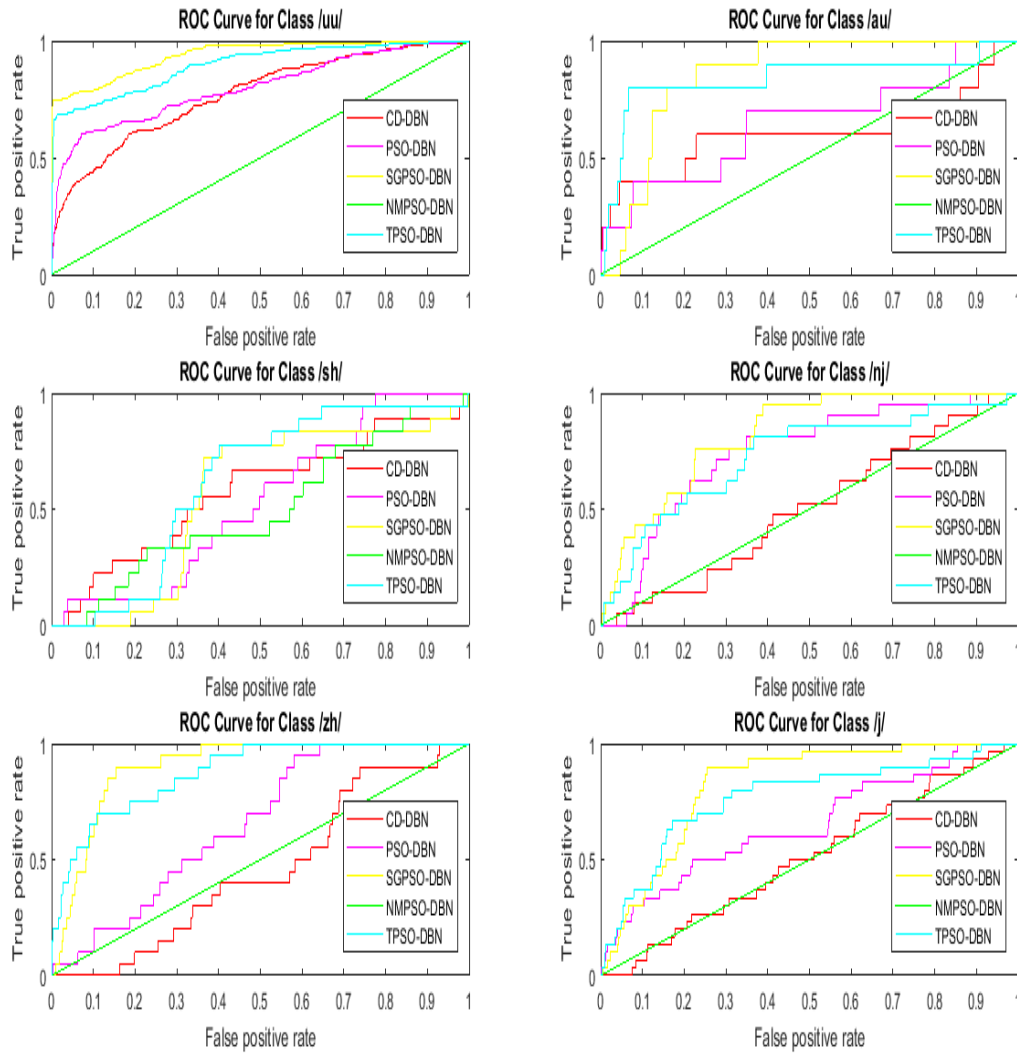 ROC Curve for Class /uu/
1
0.5
0
True positive rate
0 0.1 0.2 0.3 0.4 0.5 0.6 0.7 0.8 0.9 1
False positive rate
CD-DBN
PSO-DBN
SGPSO-DBN
NMPSO-DBN
TPSO-DBN
ROC Curve for Class /au/
1
0.5
0
True positive rate
0 0.1 0.2 0.3 0.4 0.5 0.6 0.7 0.8 0.9 1
False positive rate
CD-DBN
PSO-DBN
SGPSO-DBN
NMPSO-DBN
TPSO-DBN
ROC Curve for Class /sh/
1
0.5
0
True positive rate
0 0.1 0.2 0.3 0.4 0.5 0.6 0.7 0.8 0.9 1
False positive rate
CD-DBN
PSO-DBN
SGPSO-DBN
NMPSO-DBN
TPSO-DBN
ROC Curve for Class /nj/
1
0.5
0
True positive rate
0 0.1 0.2 0.3 0.4 0.5 0.6 0.7 0.8 0.9 1
False positive rate
CD-DBN
PSO-DBN
SGPSO-DBN
NMPSO-DBN
TPSO-DBN
ROC Curve for Class /zh/
1
0.5
0
True positive rate
0 0.1 0.2 0.3 0.4 0.5 0.6 0.7 0.8 0.9 1
False positive rate
CD-DBN
PSO-DBN
SGPSO-DBN
NMPSO-DBN
TPSO-DBN
ROC Curve for Class /j/
1
0.5
0
True positive rate
0 0.1 0.2 0.3 0.4 0.5 0.6 0.7 0.8 0.9 1
False positive rate
CD-DBN
PSO-DBN
SGPSO-DBN
NMPSO-DBN
TPSO-DBN